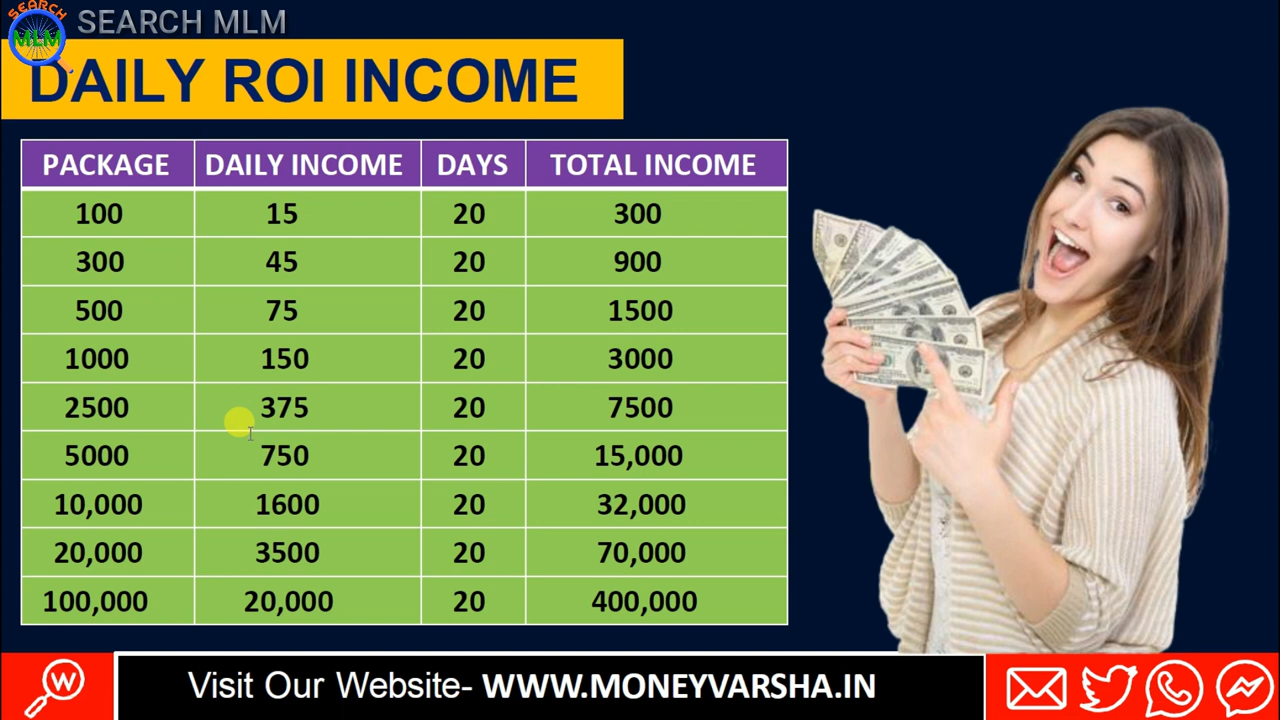 SEARCH
MLM
SEARCH MLM
DAILY ROI INCOME
PACKAGE DAILY INCOME DAYS TOTAL INCOME
100 15 20 300
300 45 20 900
500 75 20 1500
1000 150 20 3000
2500 375 20 7500
5000 750 20 15,000
10,000 1600 20 32,000
20,000 3500 20 70,000
100,000 20,000 20 400,000
W Visit Our Website- WWW.MONEYVARSHA.IN